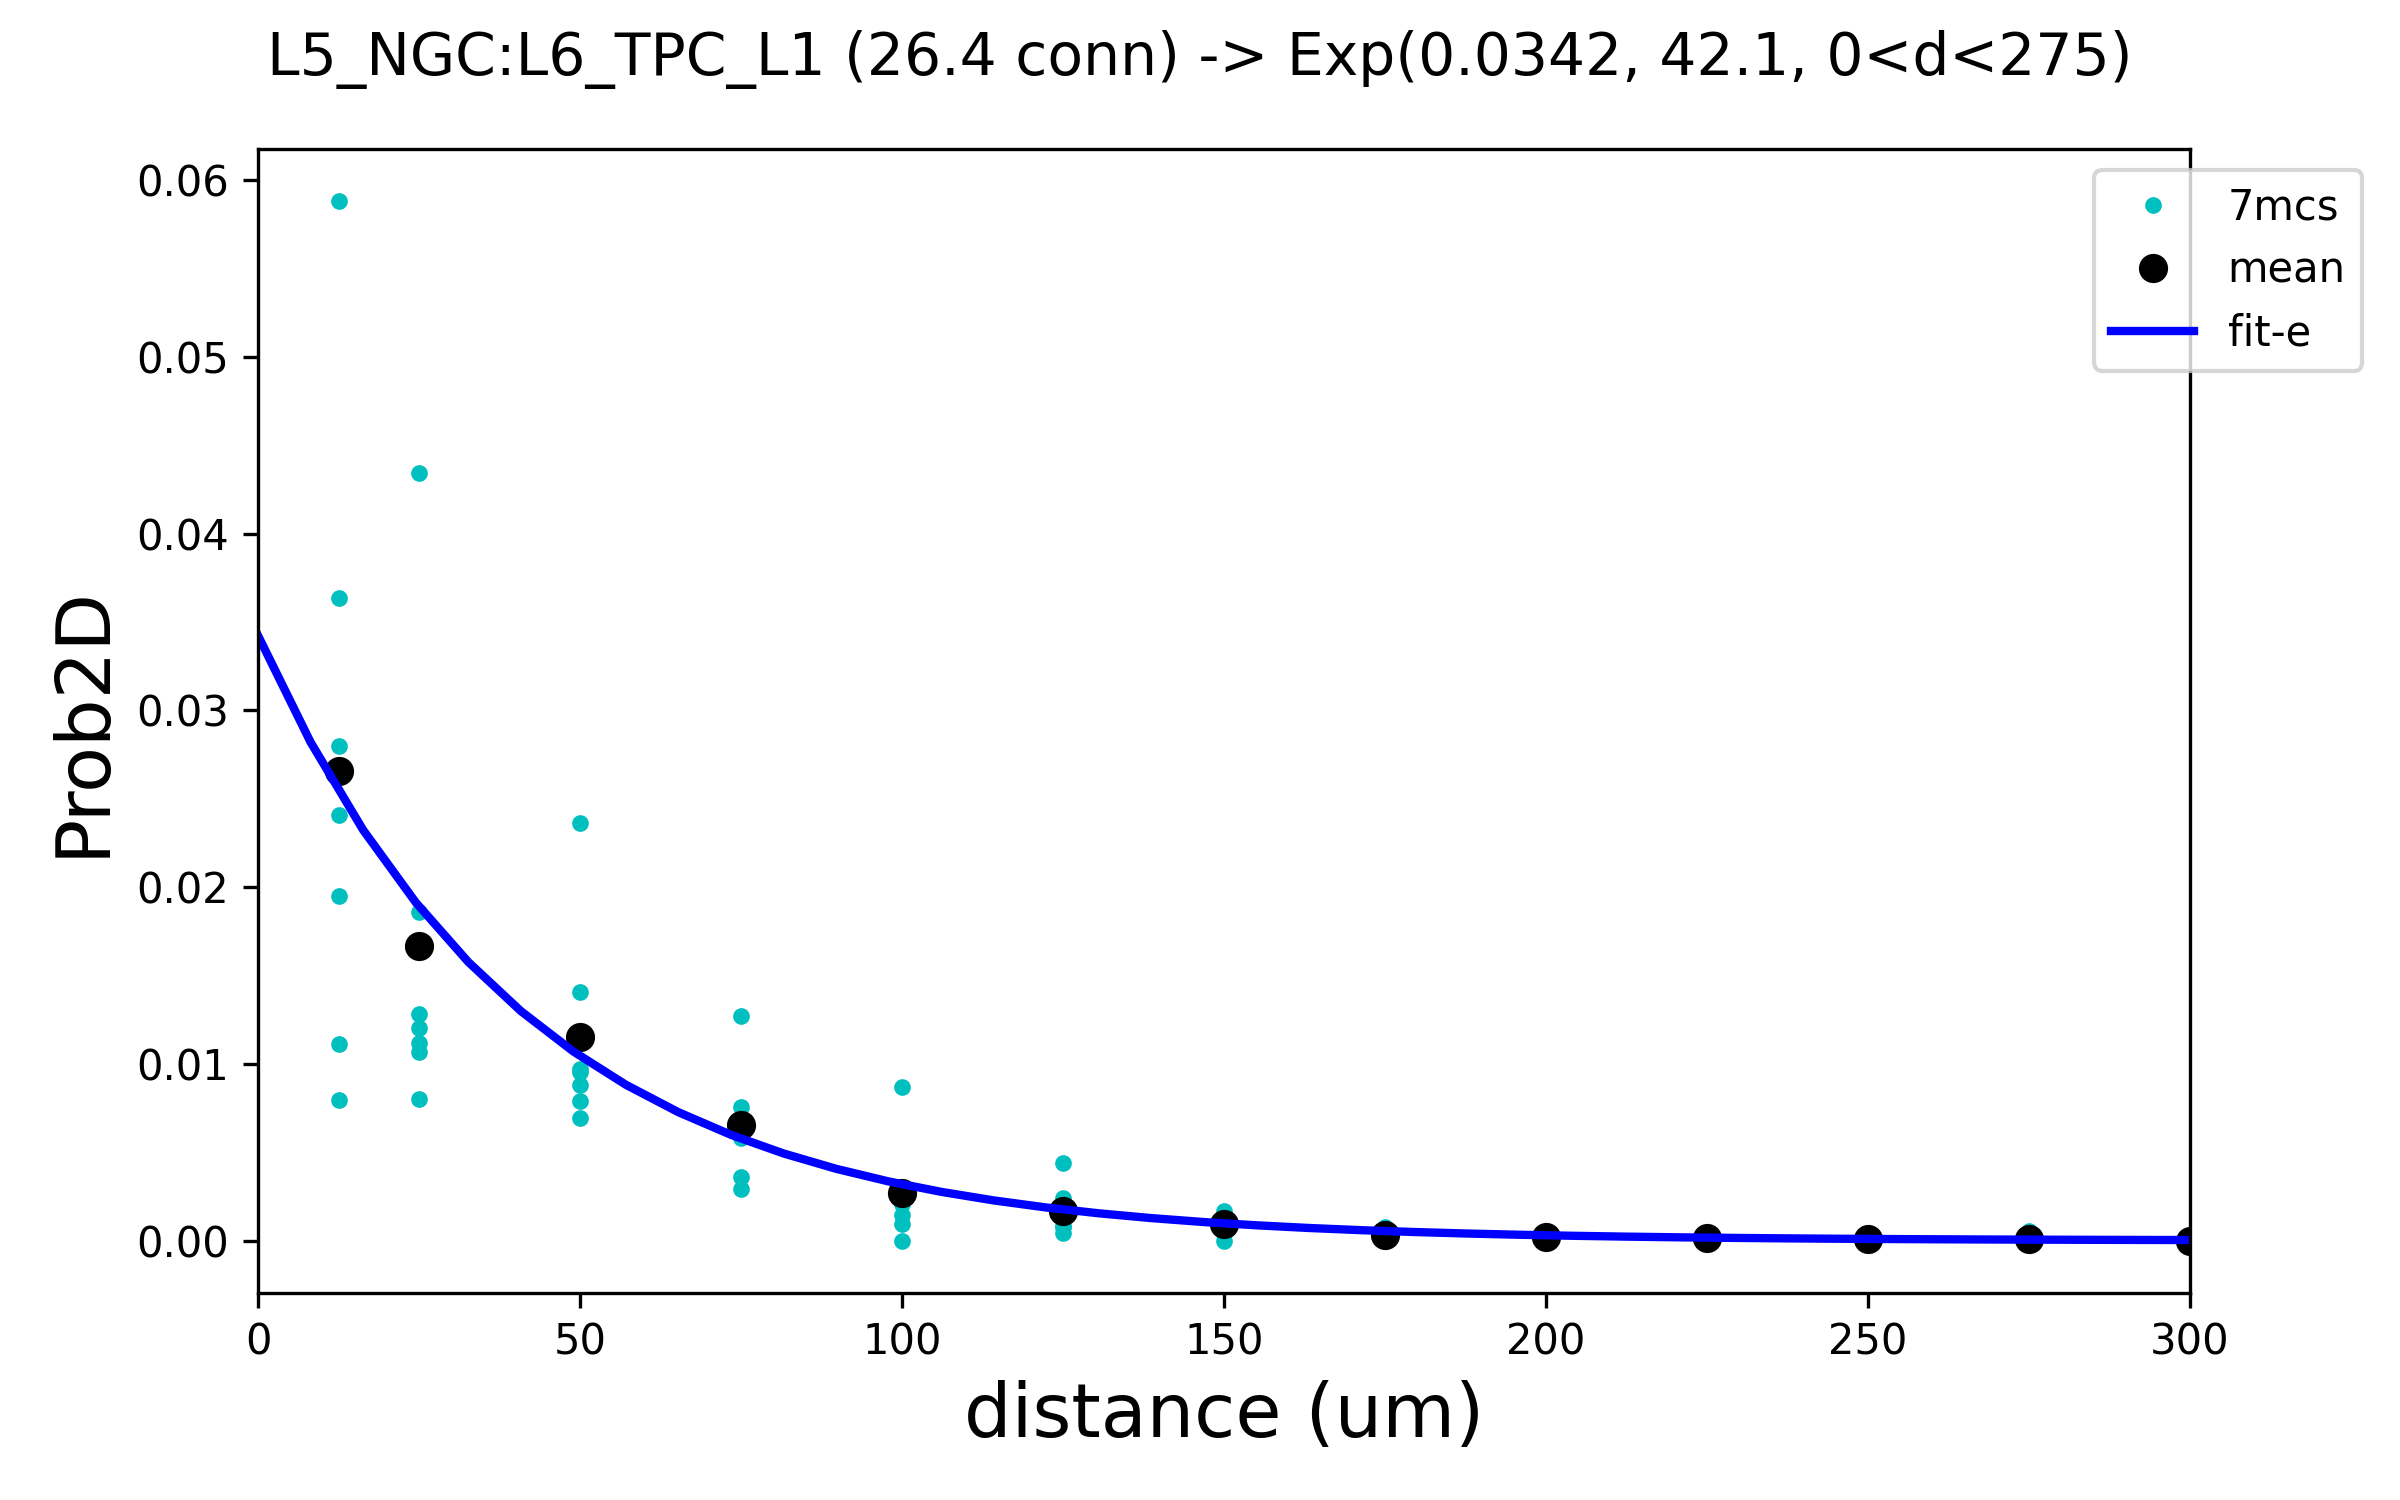 L5_NGC:L6_TPC_L1 (26.4 conn) -> Exp(0.0342, 42.1, 0<d<275)
7mcs
mean
fit-e
Prob2D
0.06
0.05
0.04
0.03
0.02
0.01
0.00
0 50 100 150 200 250 300
distance (um)